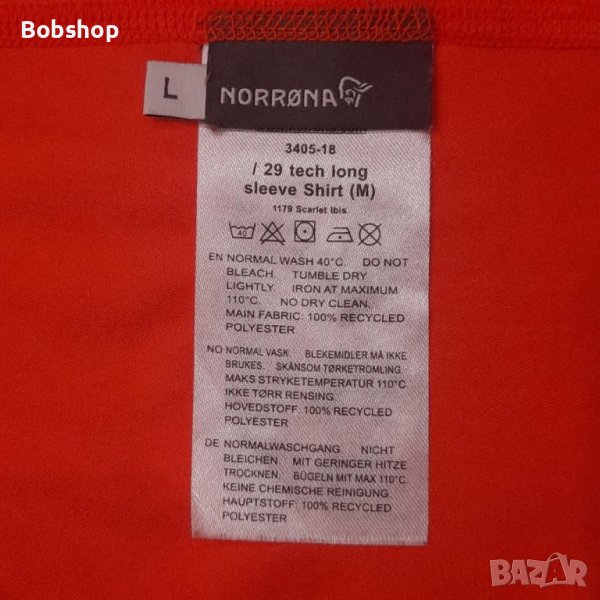 Bobshop
L
NORRØNA
3405-18
/ 29 tech long
sleeve Shirt (M)
1179 Scarlet Ibis
40
EN NORMAL WASH 40°C. DO NOT
BLEACH. TUMBLE DRY
LIGHTLY. IRON AT MAXIMUM
110°C. NO DRY CLEAN.
MAIN FABRIC: 100% RECYCLED
POLYESTER
NO NORMAL VASK. BLEKEMIDLER MÅ IKKE
BRUKES. SKÅNSOM TØRKETROMLING.
MAKS STRYKETEMPERATUR 110°C.
IKKE TØRR RENSING.
HOVEDSTOFF: 100% RECYCLED
POLYESTER
DE NORMALWASCHGANG. NICHT
BLEICHEN. MIT GERINGER HITZE
TROCKNEN. BÜGELN MIT MAX 110°C.
KEINE CHEMISCHE REINIGUNG.
HAUPTSTOFF: 100% RECYCLED
POLYESTER
BAZAR